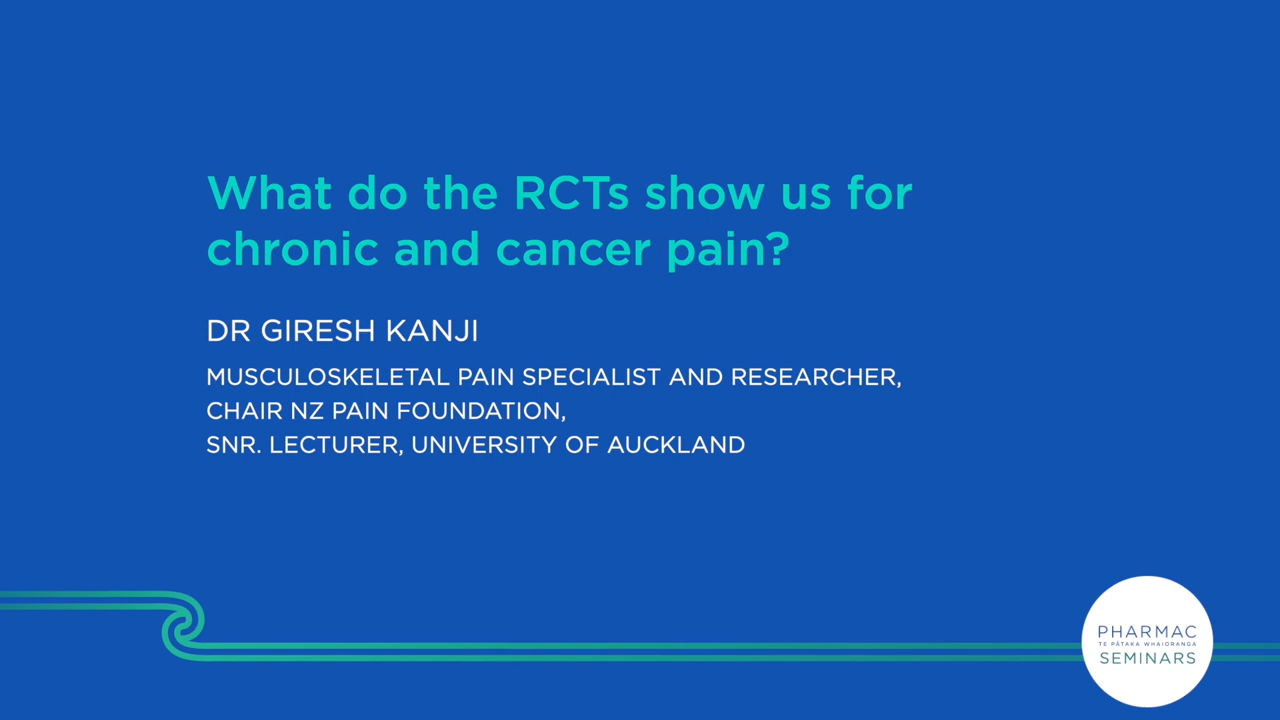 What do the RCTs show us for
chronic and cancer pain?
DR GIRESH KANJI
MUSCULOSKELETAL PAIN SPECIALIST AND RESEARCHER,
CHAIR NZ PAIN FOUNDATION,
SNR. LECTURER, UNIVERSITY OF AUCKLAND
PHARMAC
TE PĀTAKA WHAIORANGA
SEMINARS